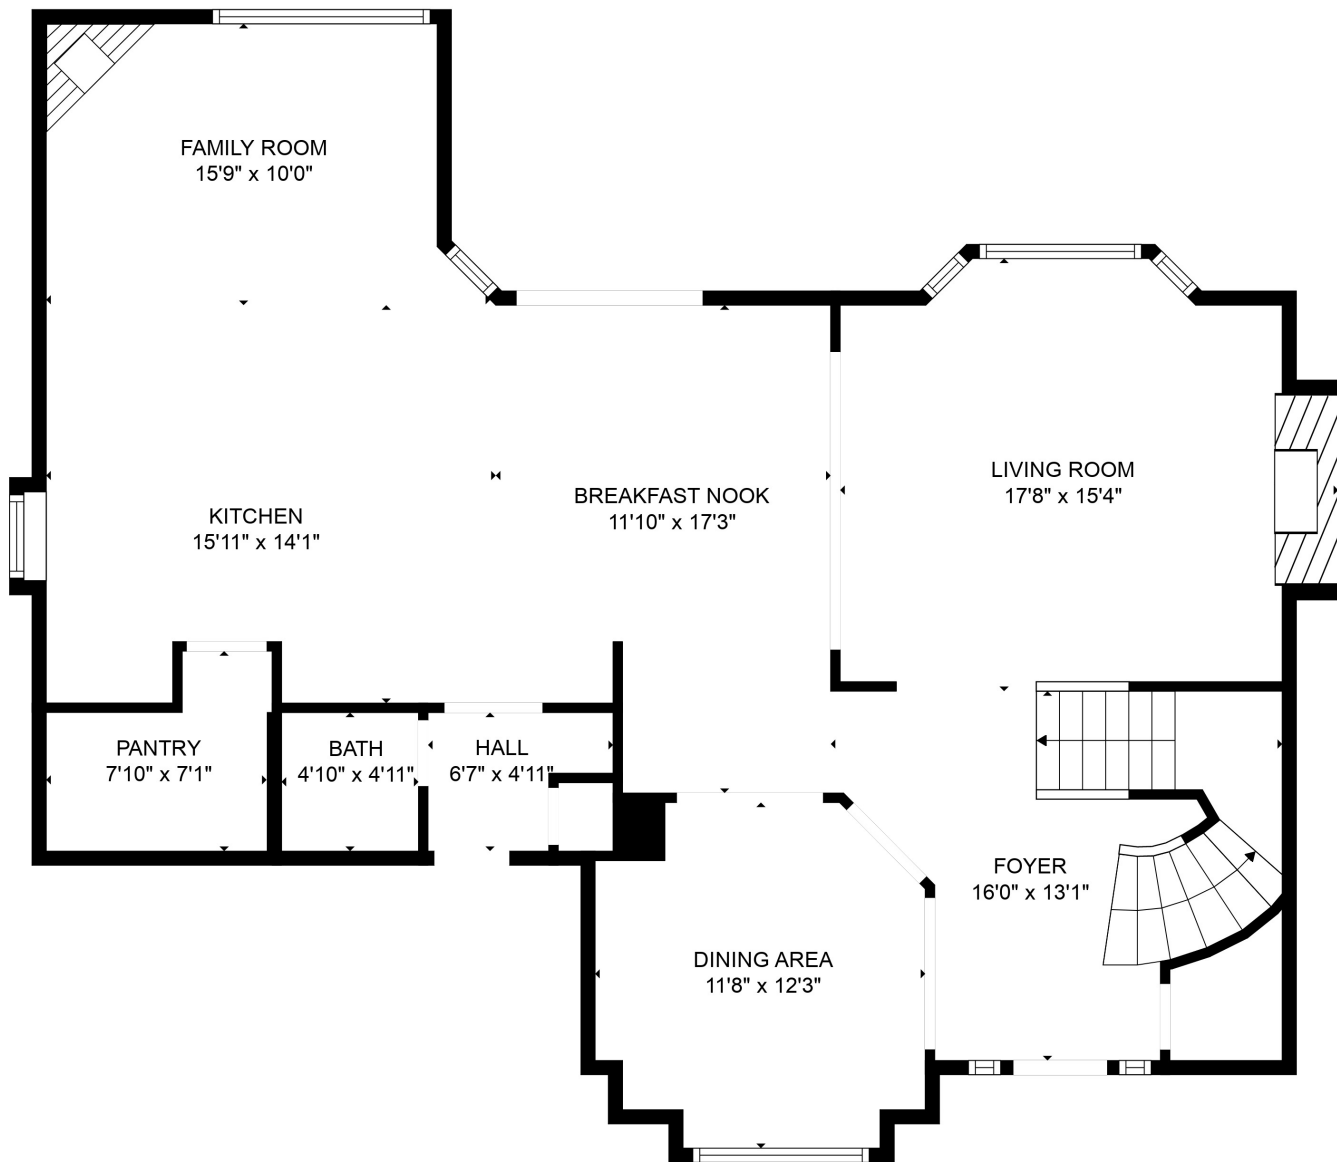 FAMILY ROOM
15'9" x 10'0"
LIVING ROOM
17'8" x 15'4"
BREAKFAST NOOK
11'10" x 17'3"
KITCHEN
15'11" x 14'1"
PANTRY
7'10" x 7'1"
BATH
4'10" x 4'11"
HALL
6'7" x 4'11"
FOYER
16'0" x 13'1"
DINING AREA
11'8" x 12'3"